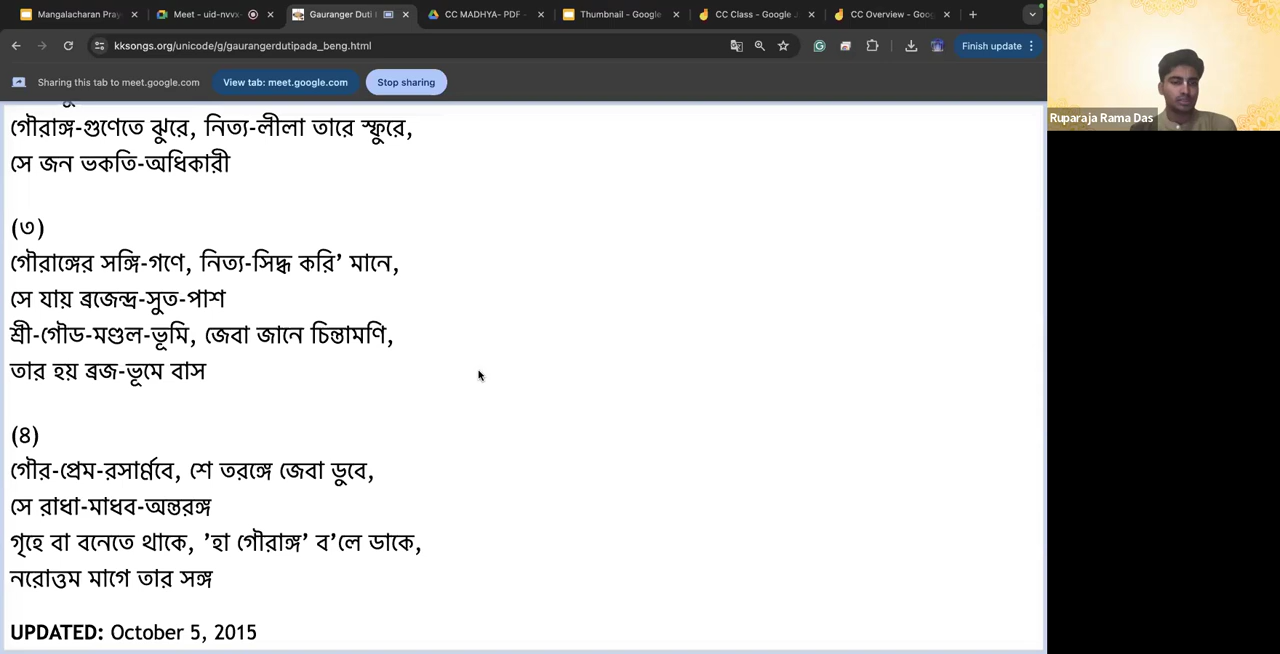 Mangalacharan Pray
Meet - uid-nvvx-
Gauranger Duti
CC MADHYA- PDF -
Thumbnail - Google
CC Class - Google
CC Overview - Goo
kksongs.org/unicode/g/gaurangerdutipada_beng.html
Finish update
Sharing this tab to meet.google.com
View tab: meet.google.com
Stop sharing
Ruparaja Rama Das
গৌরাঙ্গ-গুণেতে ঝুরে, নিত্য-লীলা তারে স্ফুরে,
সে জন ভকতি-অধিকারী
(৩)
গৌরাঙ্গের সঙ্গি-গণে, নিত্য-সিদ্ধ করি’ মানে,
সে যায় ব্রজেন্দ্র-সুত-পাশ
শ্রী-গৌড-মণ্ডল-ভূমি, জেবা জানে চিন্তামণি,
তার হয় ব্রজ-ভূমে বাস
(৪)
গৌর-প্রেম-রসার্ণবে, শে তরঙ্গে জেবা ডুবে,
সে রাধা-মাধব-অন্তরঙ্গ
গৃহে বা বনেতে থাকে, ’হা গৌরাঙ্গ’ ব’লে ডাকে,
নরোত্তম মাগে তার সঙ্গ
UPDATED: October 5, 2015